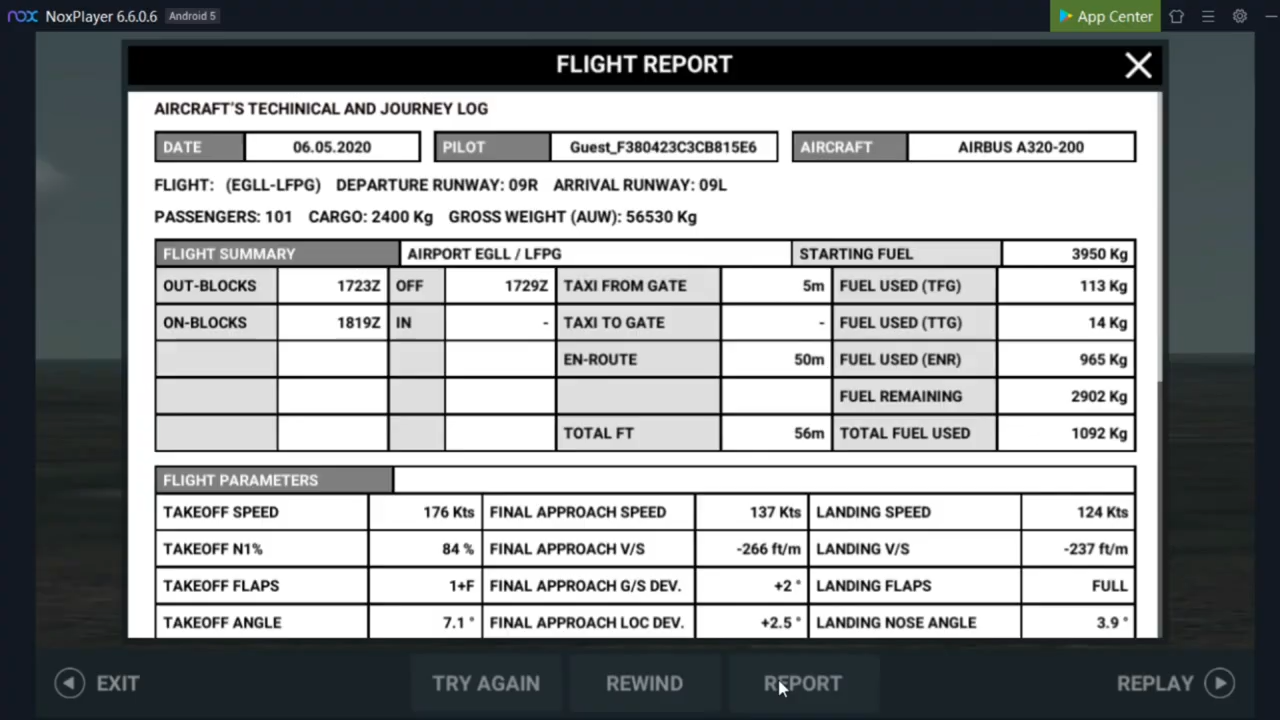 nox NoxPlayer 6.6.0.6 Android 5 App Center
FLIGHT REPORT
AIRCRAFT'S TECHINICAL AND JOURNEY LOG
DATE 06.05.2020 PILOT Guest_F380423C3CB815E6 AIRCRAFT AIRBUS A320-200
FLIGHT: (EGLL-LFPG) DEPARTURE RUNWAY: 09R ARRIVAL RUNWAY: 09L
PASSENGERS: 101 CARGO: 2400 Kg GROSS WEIGHT (AUW): 56530 Kg
FLIGHT SUMMARY AIRPORT EGLL / LFPG STARTING FUEL 3950 Kg
OUT-BLOCKS 1723Z OFF 1729Z TAXI FROM GATE 5m FUEL USED (TFG) 113 Kg
ON-BLOCKS 1819Z IN - TAXI TO GATE - FUEL USED (TTG) 14 Kg
EN-ROUTE 50m FUEL USED (ENR) 965 Kg
FUEL REMAINING 2902 Kg
TOTAL FT 56m TOTAL FUEL USED 1092 Kg
FLIGHT PARAMETERS
TAKEOFF SPEED 176 Kts FINAL APPROACH SPEED 137 Kts LANDING SPEED 124 Kts
TAKEOFF N1% 84 % FINAL APPROACH V/S -266 ft/m LANDING V/S -237 ft/m
TAKEOFF FLAPS 1+F FINAL APPROACH G/S DEV. +2 ° LANDING FLAPS FULL
TAKEOFF ANGLE 7.1 ° FINAL APPROACH LOC DEV. +2.5 ° LANDING NOSE ANGLE 3.9 °
EXIT TRY AGAIN REWIND REPORT REPLAY